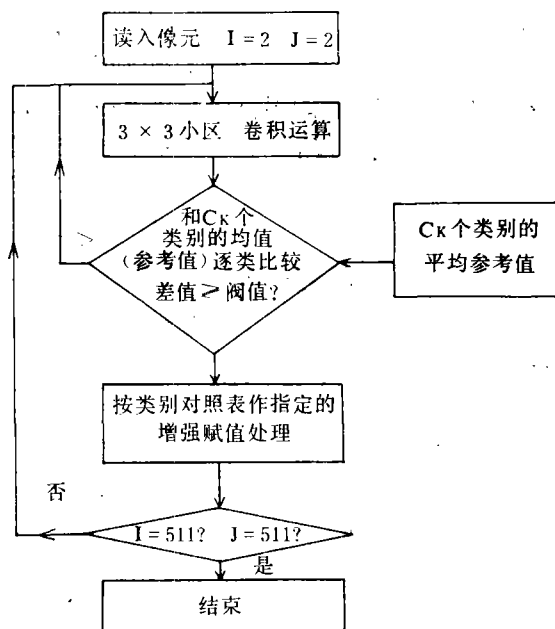 读入像元 I=2 J=2
3×3小区 卷积运算
和Cκ个
类别的均值
(参考值)逐类比较
差值≥阀值?
>
Cκ个类别的
平均参考值
按类别对照表作指定的
增强赋值处理
否
I=511? J=511?
是
结束